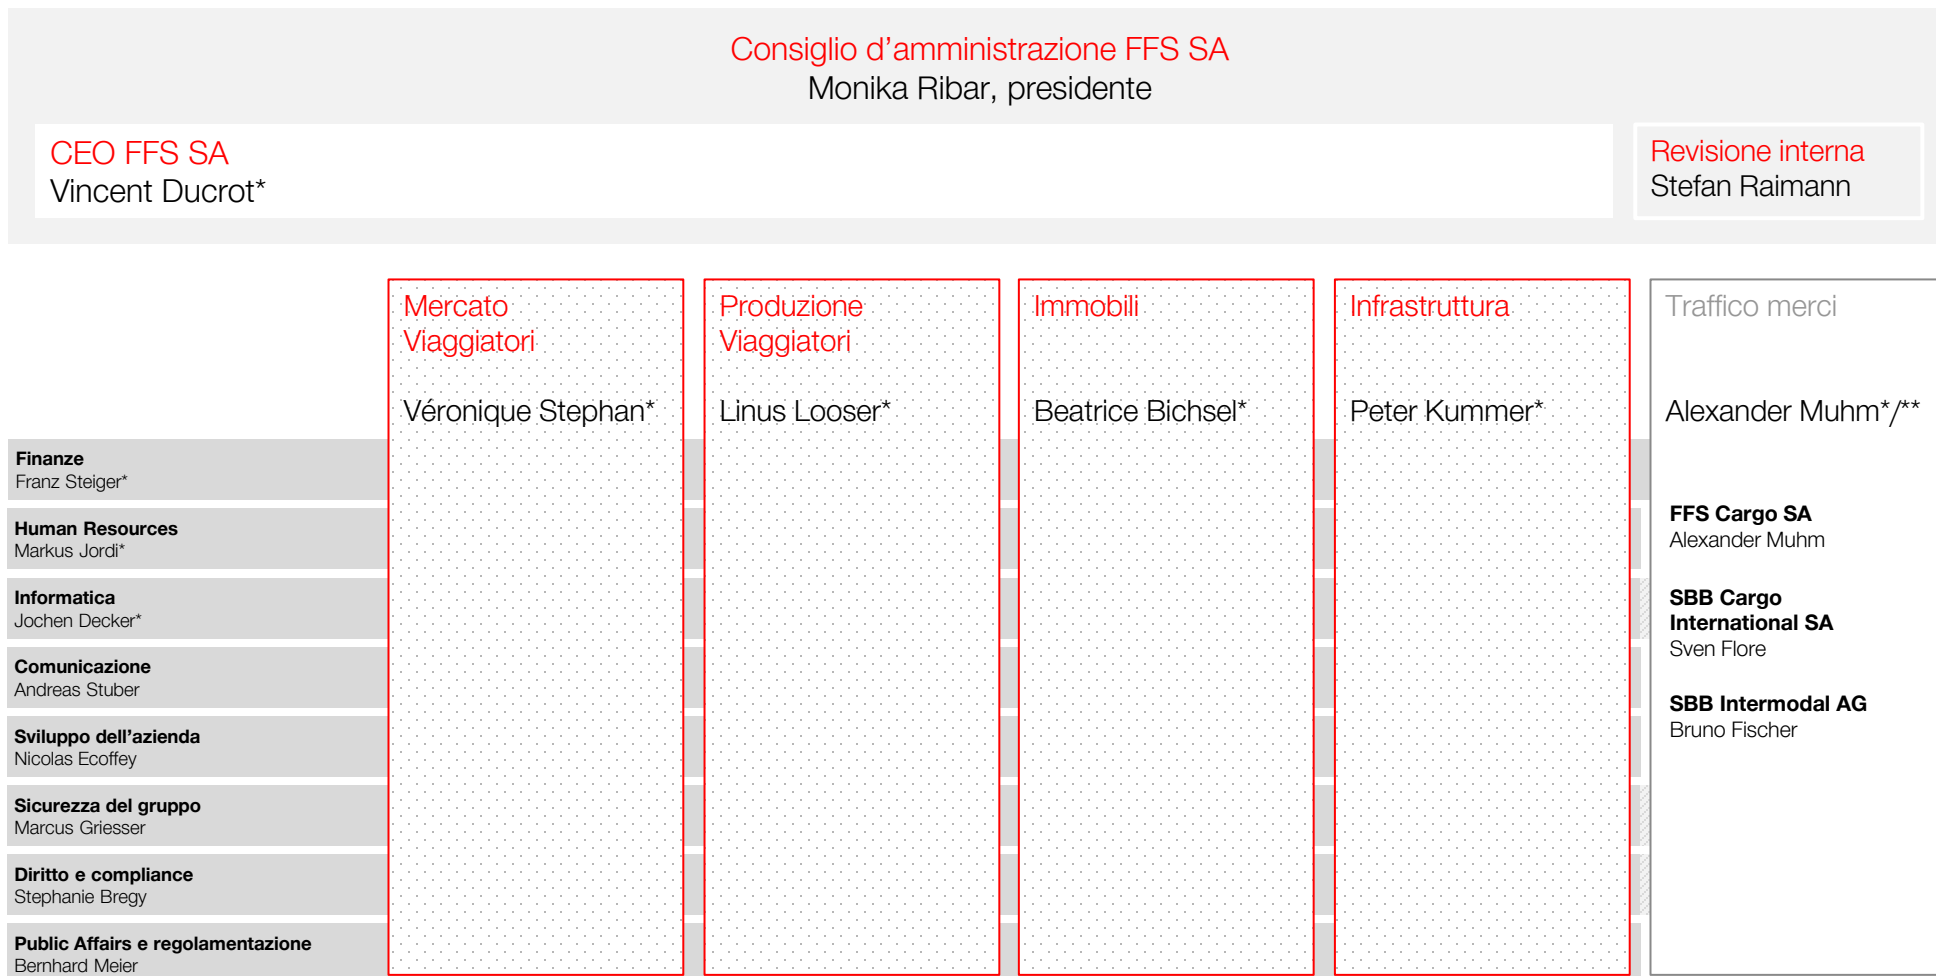 Consiglio d’amministrazione FFS SA
Monika Ribar, presidente
CEO FFS SA
Vincent Ducrot*
Revisione interna
Stefan Raimann
Mercato
Viaggiatori
Véronique Stephan*
Produzione
Viaggiatori
Linus Looser*
Immobili
Beatrice Bichsel*
Infrastruttura
Peter Kummer*
Traffico merci
Alexander Muhm*/**
Finanze
Franz Steiger*
Human Resources
Markus Jordi*
Informatica
Jochen Decker*
Comunicazione
Andreas Stuber
Sviluppo dell’azienda
Nicolas Ecoffey
Sicurezza del gruppo
Marcus Griesser
Diritto e compliance
Stephanie Bregy
Public Affairs e regolamentazione
Bernhard Meier
FFS Cargo SA
Alexander Muhm
SBB Cargo
International SA
Sven Flore
SBB Intermodal AG
Bruno Fischer